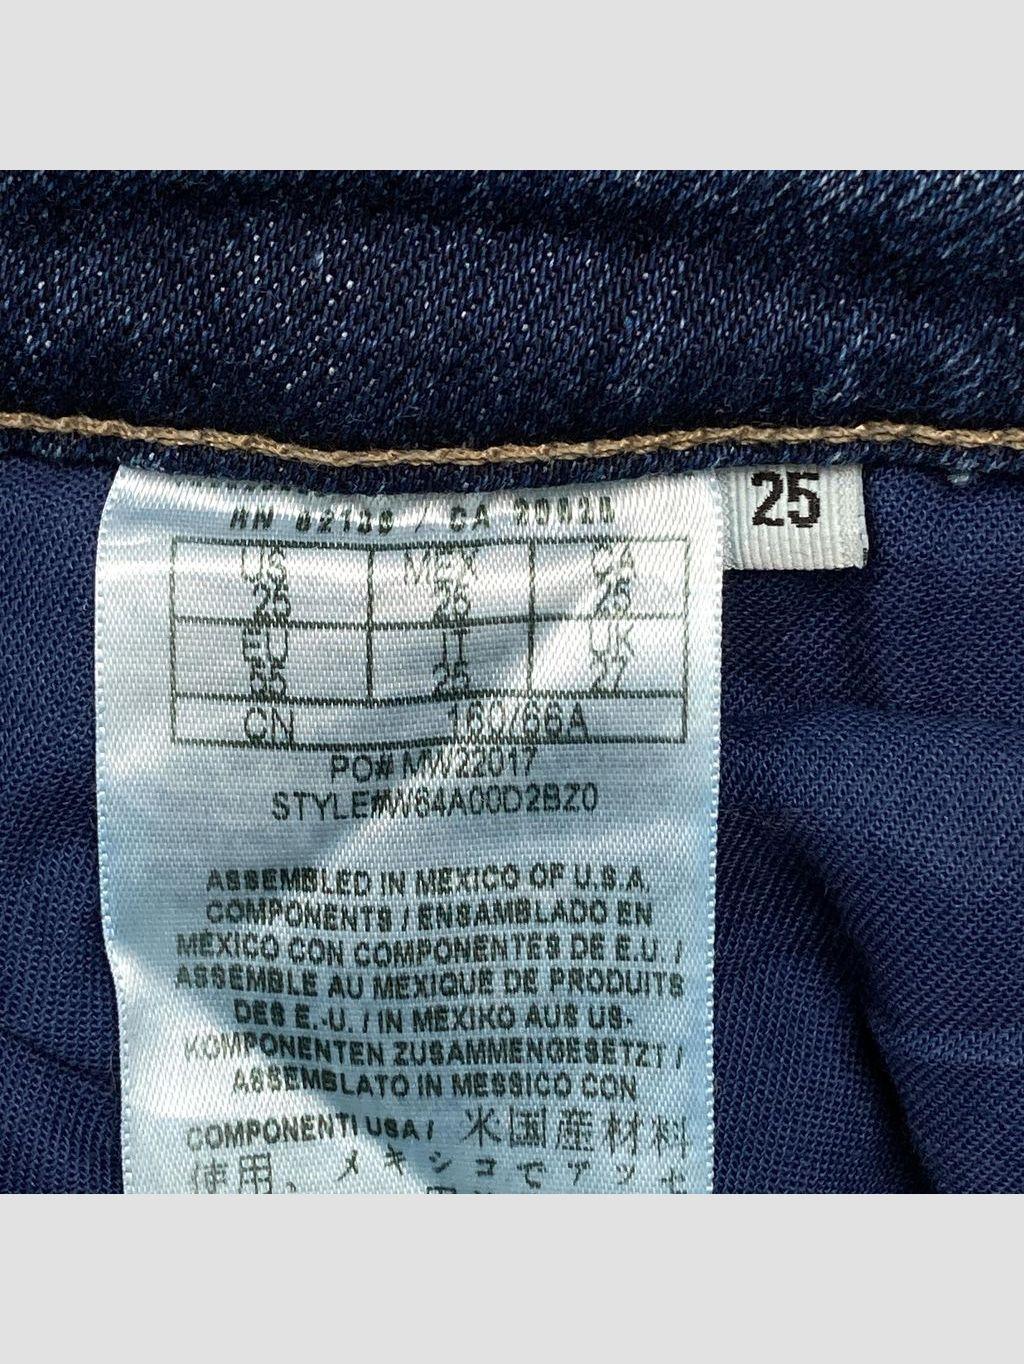 25
RN 62136 / CA 20828
US MEX CA
25 25 25
EU IT UK
25 25 27
CN 160/66A
PO# MW22017
STYLE#W64A00D2BZ0
ASSEMBLED IN MEXICO OF U.S.A.
COMPONENTS / ENSAMBLADO EN
MEXICO CON COMPONENTES DE E.U /
ASSEMBLE AU MEXIQUE DE PRODUITS
DES E.-U. / IN MEXIKO AUS US-
KOMPONENTEN ZUSAMMENGESETZT /
ASSEMBLATO IN MESSICO CON
COMPONENTI USA / 米国産材料
使用、メキシコでアッセ